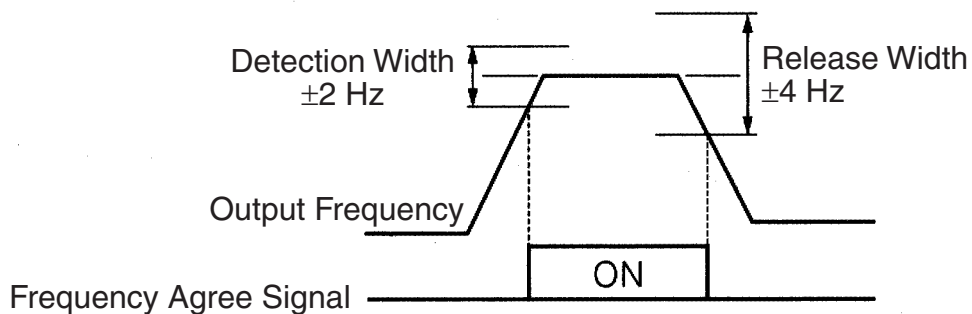 Detection Width
±2 Hz
Release Width
±4 Hz
Output Frequency
ON
Frequency Agree Signal